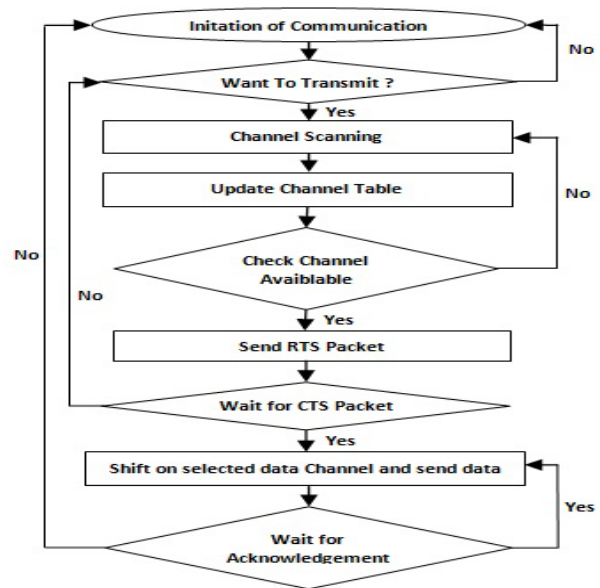 Initation of Communication
No
Want To Transmit ?
Yes
Channel Scanning
Update Channel Table
No
Check Channel
Avaiblable
No
No
Yes
Send RTS Packet
Wait for CTS Packet
Yes
Shift on selected data Channel and send data
Yes
Wait for
Acknowledgement